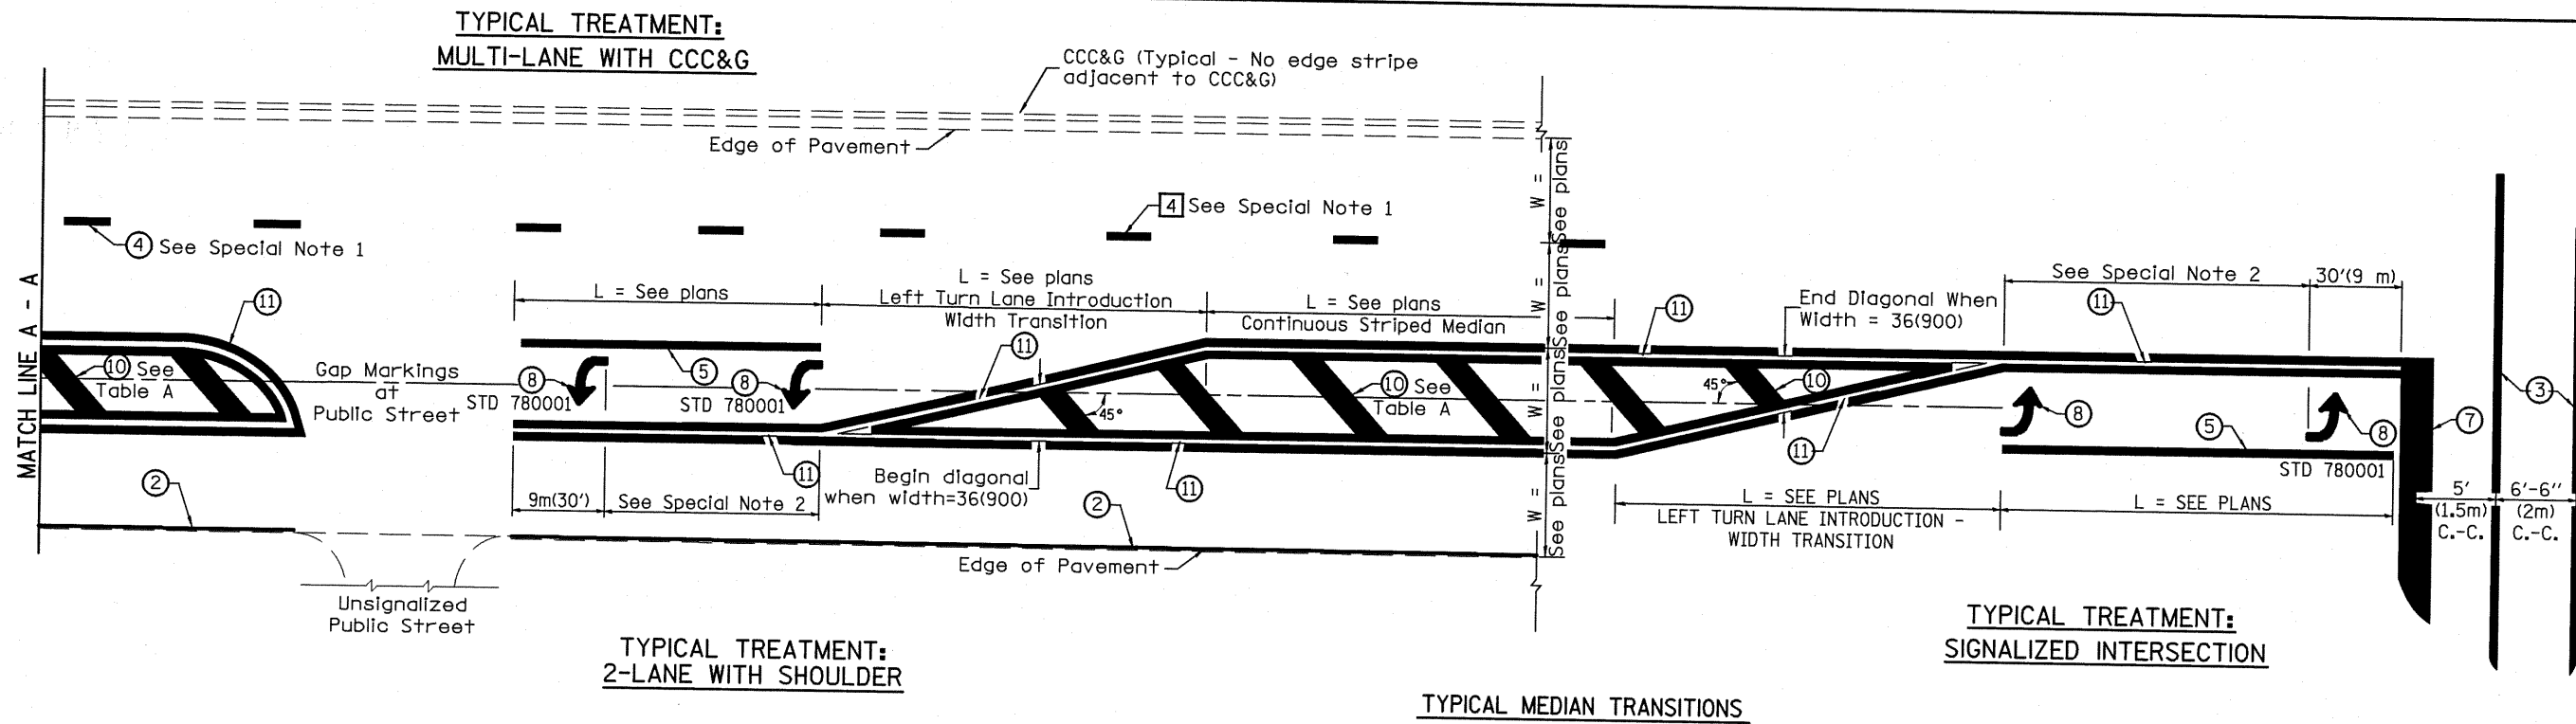 TYPICAL TREATMENT:
MULTI-LANE WITH CCC&G
CCC&G (Typical - No edge stripe
adjacent to CCC&G)
Edge of Pavement
4 See Special Note 1
4 See Special Note 1
MATCH LINE A - A
11
10 See
Table A
Gap Markings
at
Public Street
L = See plans
L = See plans
Left Turn Lane Introduction
Width Transition
L = See plans
Continuous Striped Median
W =
See plans
W =
See plans
W =
See plans
W =
See plans
8
STD 780001
5
8
STD 780001
11
45°
10 See
Table A
11
End Diagonal When
Width = 36(900)
See Special Note 2
30'(9 m)
11
45°
10
8
8
5
STD 780001
7
3
11
11
Begin diagonal
when width=36(900)
11
9m(30')
See Special Note 2
2
2
Edge of Pavement
Unsignalized
Public Street
L = SEE PLANS
LEFT TURN LANE INTRODUCTION -
WIDTH TRANSITION
L = SEE PLANS
5'
(1.5m)
C.-C.
6'-6"
(2m)
C.-C.
TYPICAL TREATMENT:
2-LANE WITH SHOULDER
TYPICAL TREATMENT:
SIGNALIZED INTERSECTION
TYPICAL MEDIAN TRANSITIONS